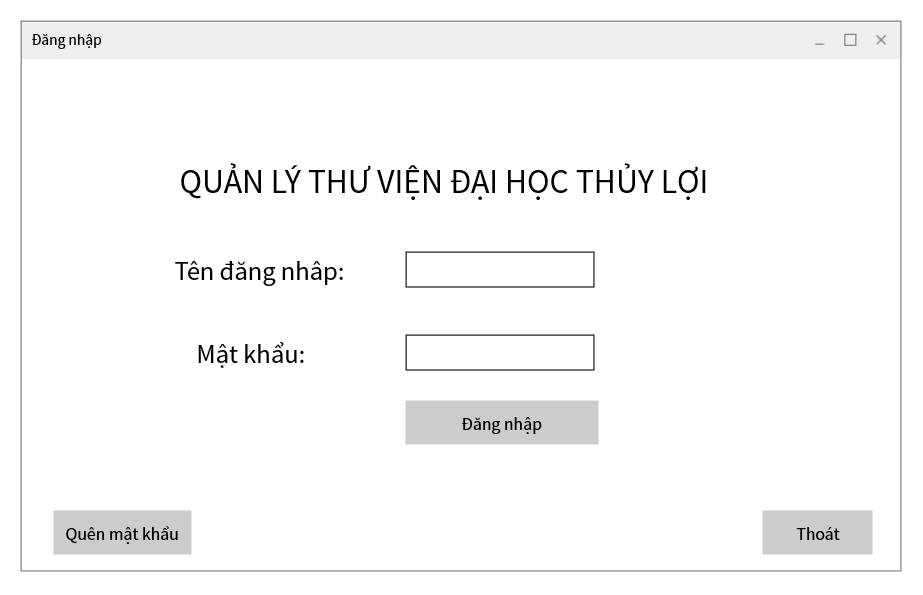 Đăng nhập
QUẢN LÝ THƯ VIỆN ĐẠI HỌC THỦY LỢI
Tên đăng nhâp:
Mật khẩu:
Đăng nhập
Quên mật khẩu
Thoát